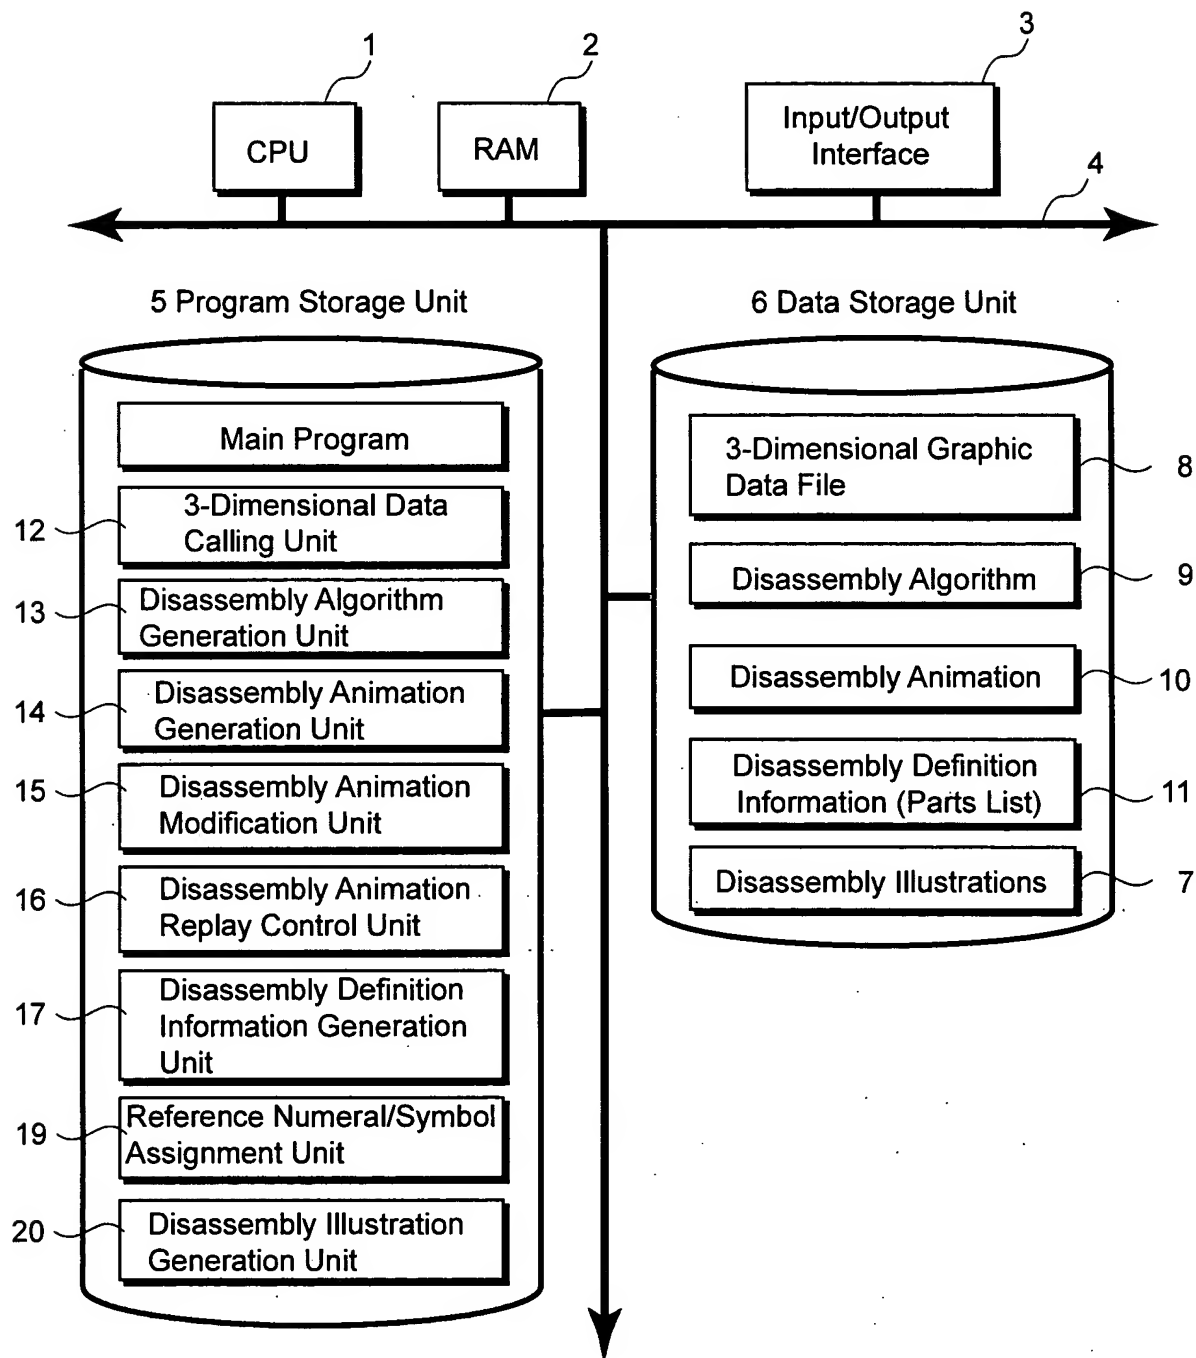 1
2
3
CPU
RAM
Input/Output
Interface
4
5 Program Storage Unit
Main Program
12
3-Dimensional Data
Calling Unit
13
Disassembly Algorithm
Generation Unit
14
Disassembly Animation
Generation Unit
15
Disassembly Animation
Modification Unit
16
Disassembly Animation
Replay Control Unit
17
Disassembly Definition
Information Generation
Unit
19
Reference Numeral/Symbol
Assignment Unit
20
Disassembly Illustration
Generation Unit
6 Data Storage Unit
3-Dimensional Graphic
Data File
8
Disassembly Algorithm
9
Disassembly Animation
10
Disassembly Definition
Information (Parts List)
11
Disassembly Illustrations
7